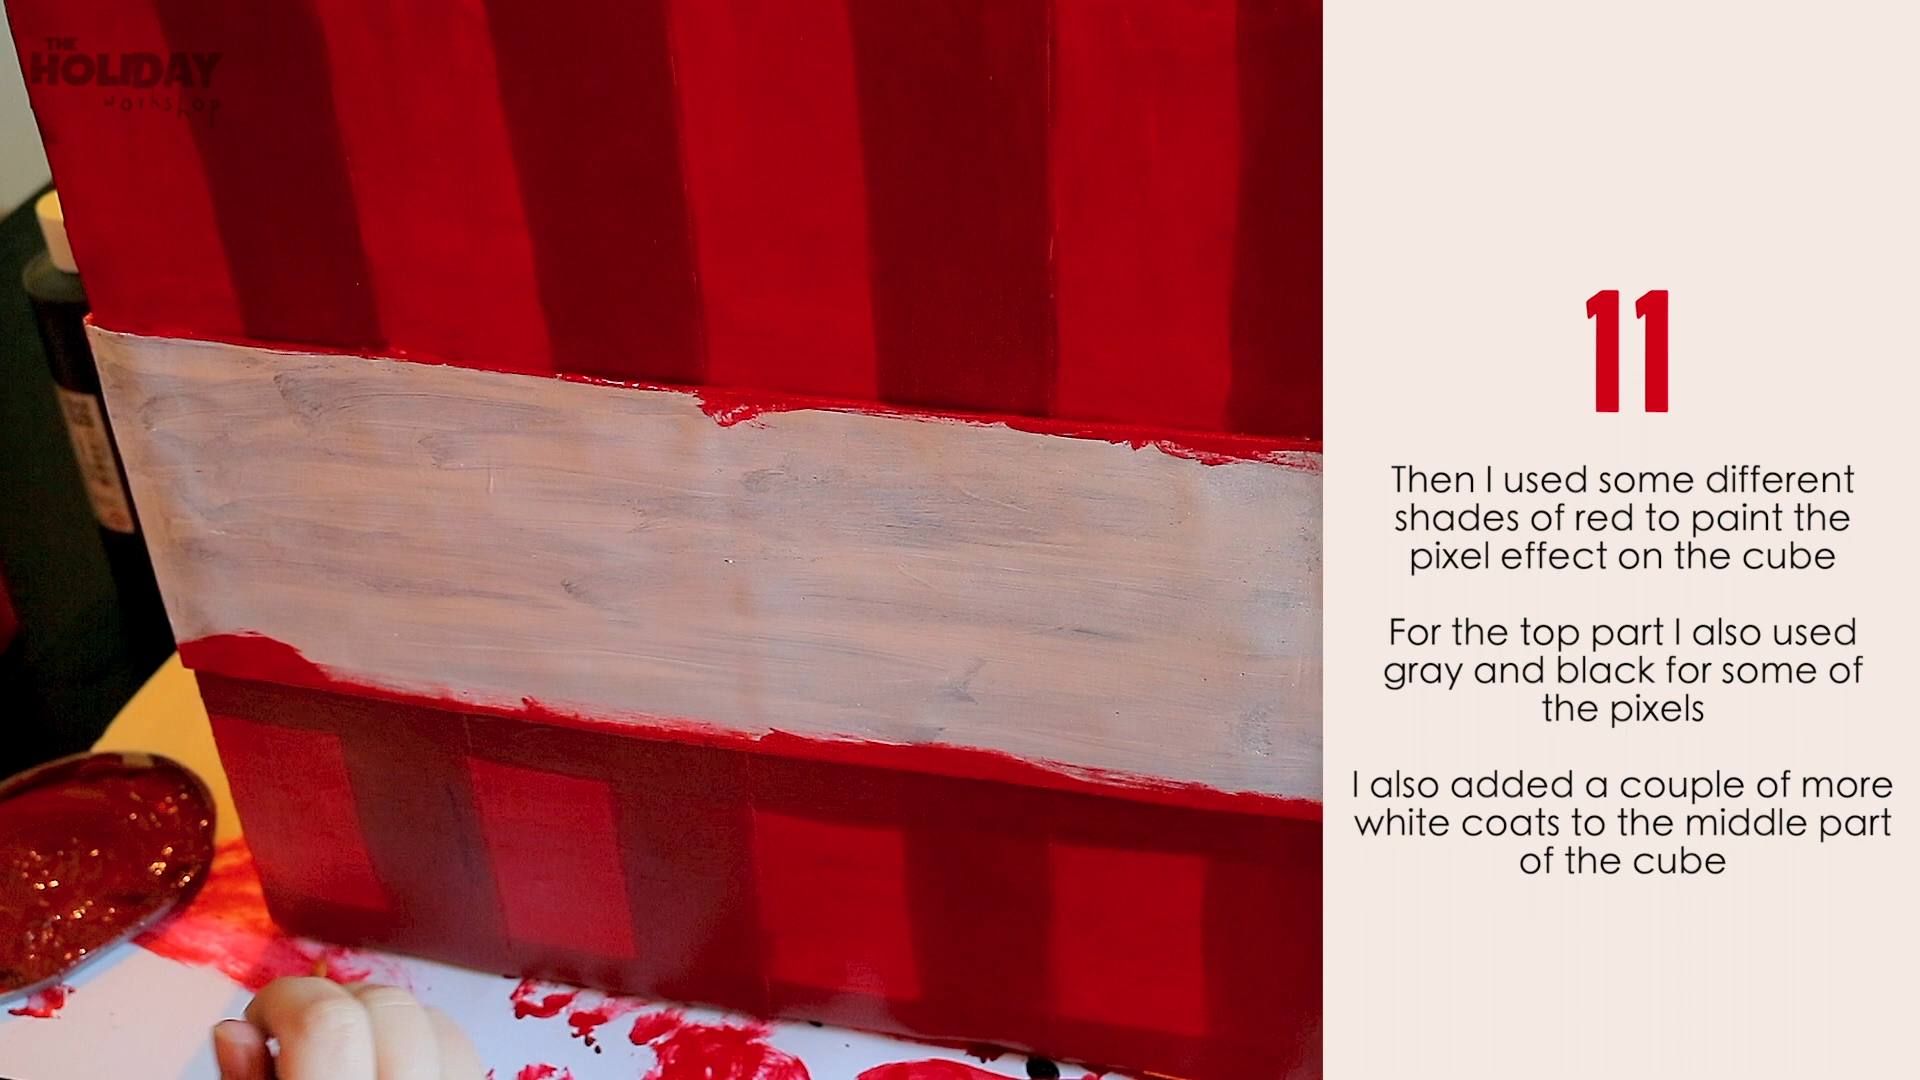 THE
HOLIDAY
workshop
11
Then I used some different
shades of red to paint the
pixel effect on the cube
For the top part I also used
gray and black for some of
the pixels
I also added a couple of more
white coats to the middle part
of the cube